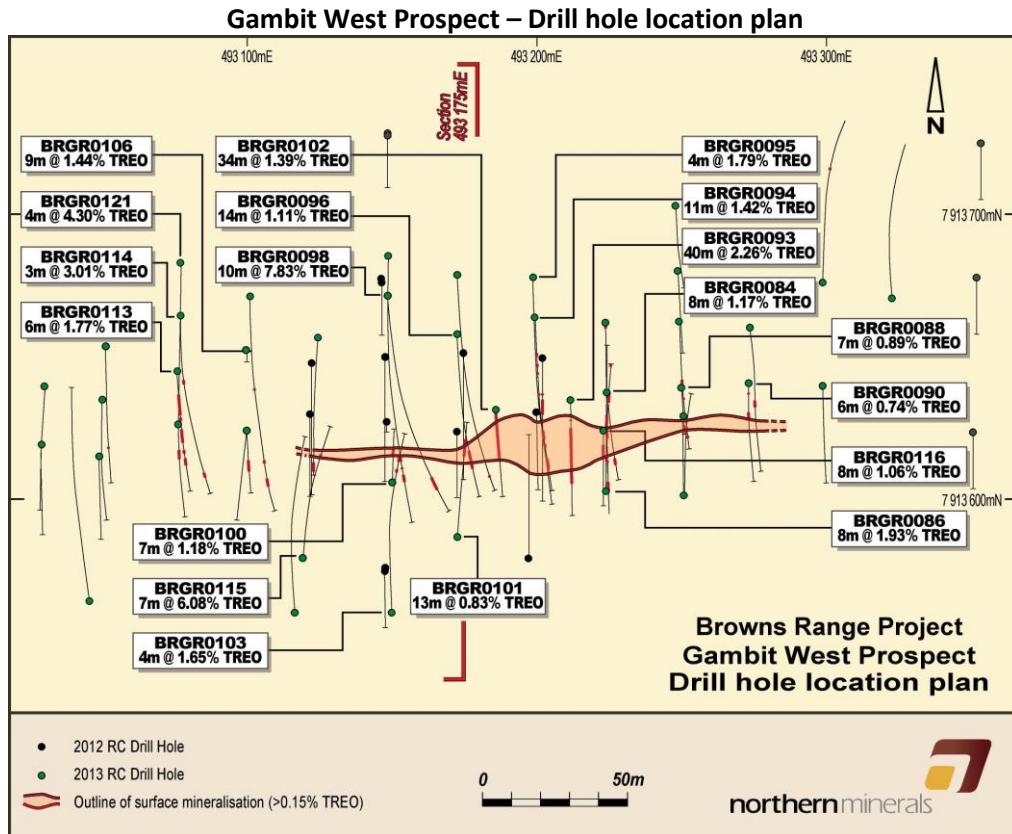 Gambit West Prospect – Drill hole location plan
493 100mE
493 200mE
493 300mE
Section
493 175mE
N
BRGR0106
9m @ 1.44% TREO
BRGR0102
34m @ 1.39% TREO
BRGR0095
4m @ 1.79% TREO
BRGR0121
4m @ 4.30% TREO
BRGR0096
14m @ 1.11% TREO
BRGR0094
11m @ 1.42% TREO
7 913 700mN
BRGR0114
3m @ 3.01% TREO
BRGR0098
10m @ 7.83% TREO
BRGR0093
40m @ 2.26% TREO
BRGR0084
8m @ 1.17% TREO
BRGR0113
6m @ 1.77% TREO
BRGR0088
7m @ 0.89% TREO
BRGR0090
6m @ 0.74% TREO
BRGR0116
8m @ 1.06% TREO
7 913 600mN
BRGR0100
7m @ 1.18% TREO
BRGR0086
8m @ 1.93% TREO
BRGR0115
7m @ 6.08% TREO
BRGR0101
13m @ 0.83% TREO
BRGR0103
4m @ 1.65% TREO
Browns Range Project
Gambit West Prospect
Drill hole location plan
2012 RC Drill Hole
2013 RC Drill Hole
Outline of surface mineralisation (>0.15% TREO)
0
50m
northernminerals